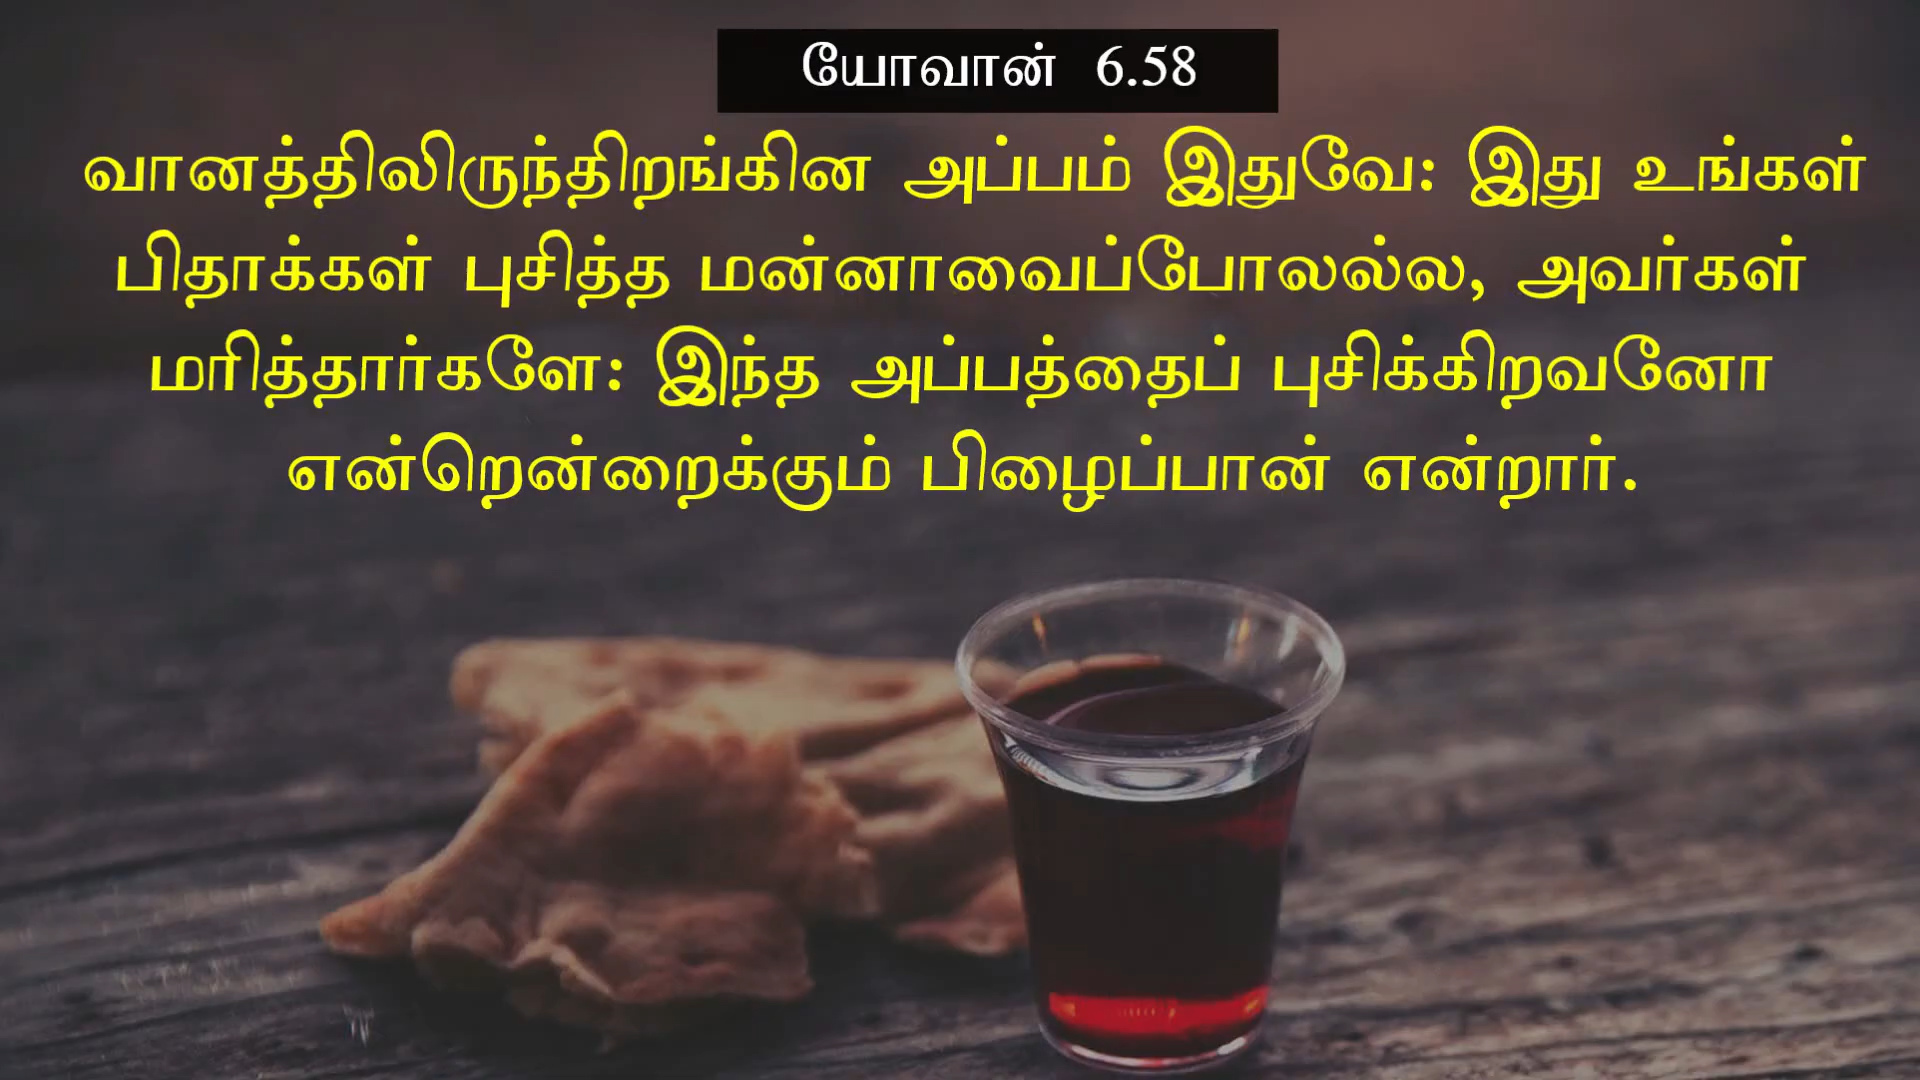 யோவான் 6.58
வானத்திலிருந்திறங்கின அப்பம் இதுவே: இது உங்கள்
பிதாக்கள் புசித்த மன்னாவைப்போலல்ல, அவர்கள்
மரித்தார்களே: இந்த அப்பத்தைப் புசிக்கிறவனோ
என்றென்றைக்கும் பிழைப்பான் என்றார்.